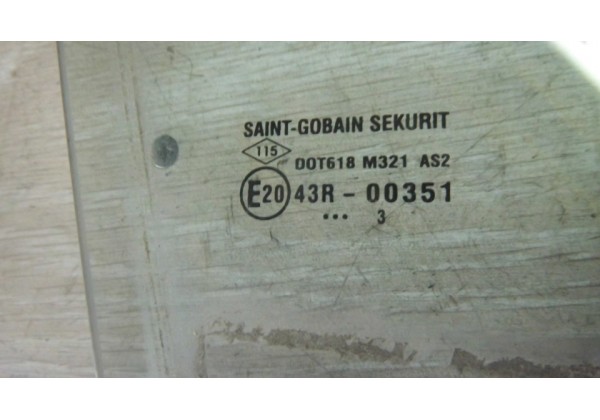 SAINT-GOBAIN SEKURIT
115
DOT618 M321 AS2
E20 43R-00351
... 3